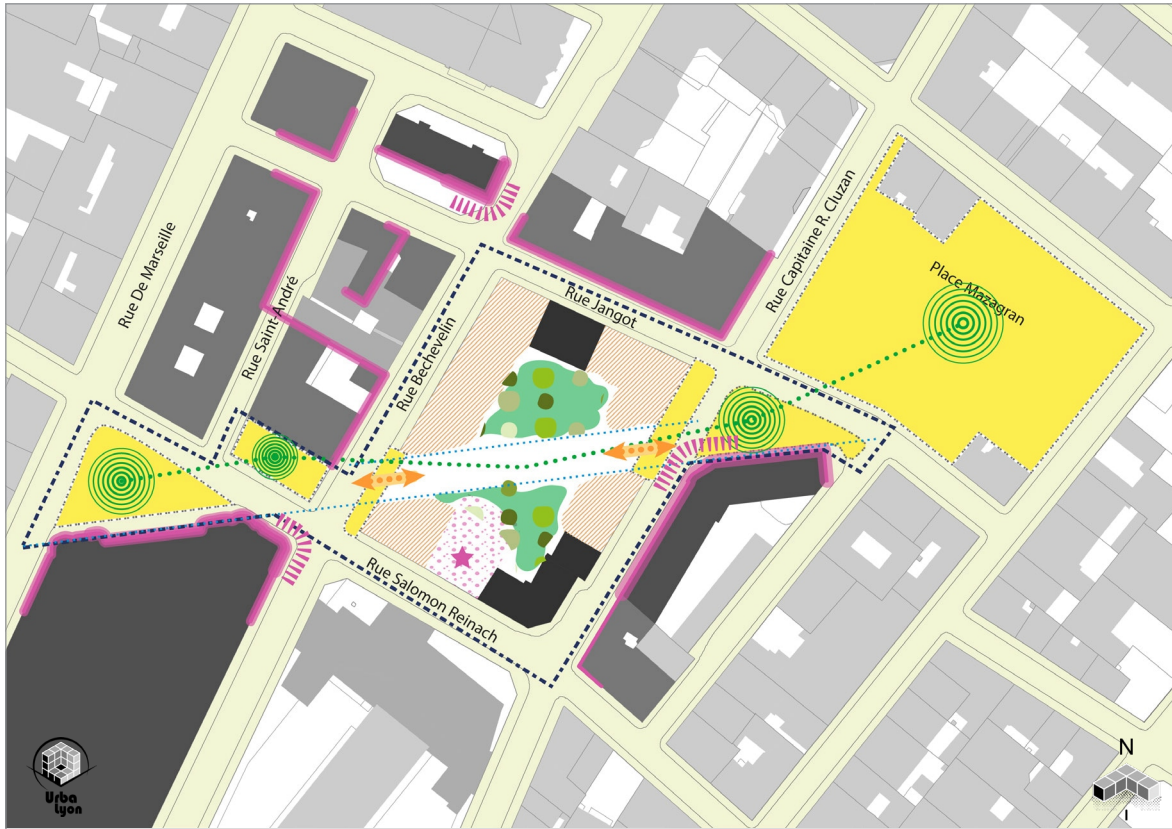 Rue De Marseille
Rue Saint-André
Rue Bechevelin
Rue Jangot
Rue Capitaine R. Cluzan
Place Mazagran
Rue Salomon Reinach
Urba
Lyon
N